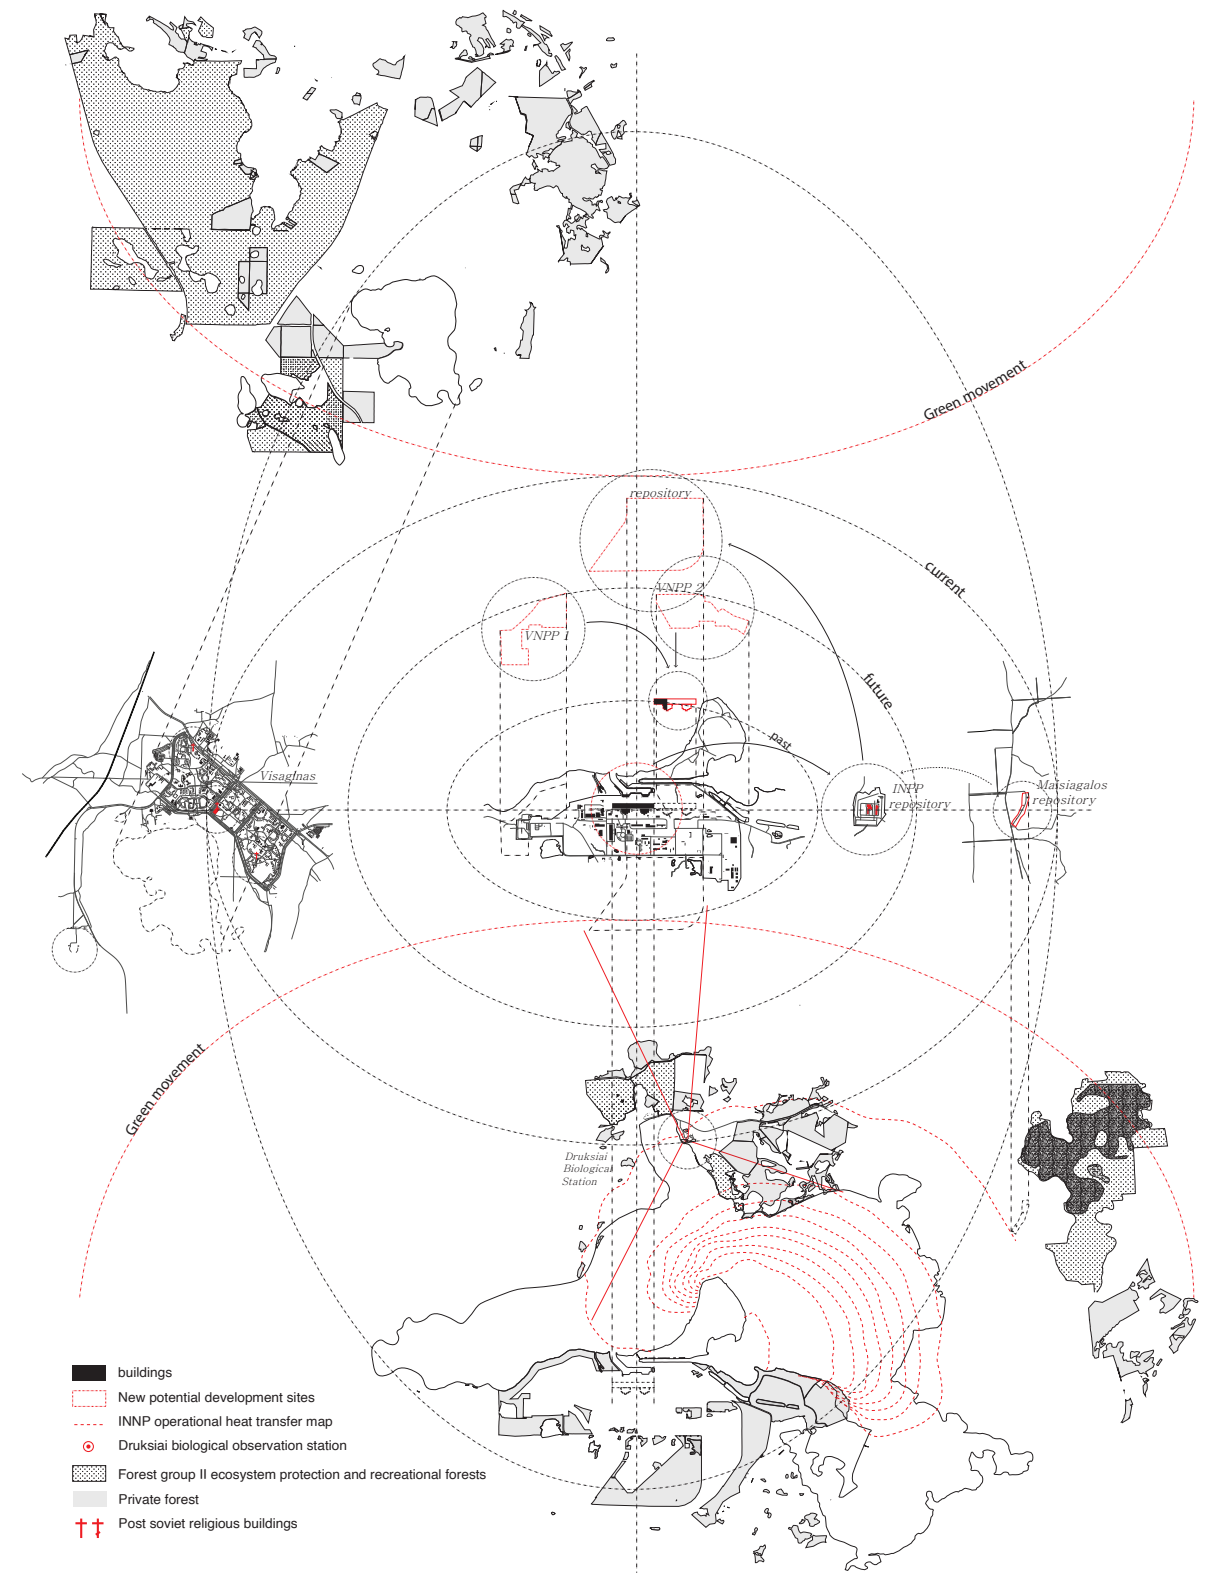 Green movement
repository
current
VNPP 2
VNPP 1
future
past
Visaginas
INPP
repository
Maisiagalos
repository
Green movement
Druksiai
Biological
Station
buildings
New potential development sites
INNP operational heat transfer map
Druksiai biological observation station
Forest group II ecosystem protection and recreational forests
Private forest
Post soviet religious buildings